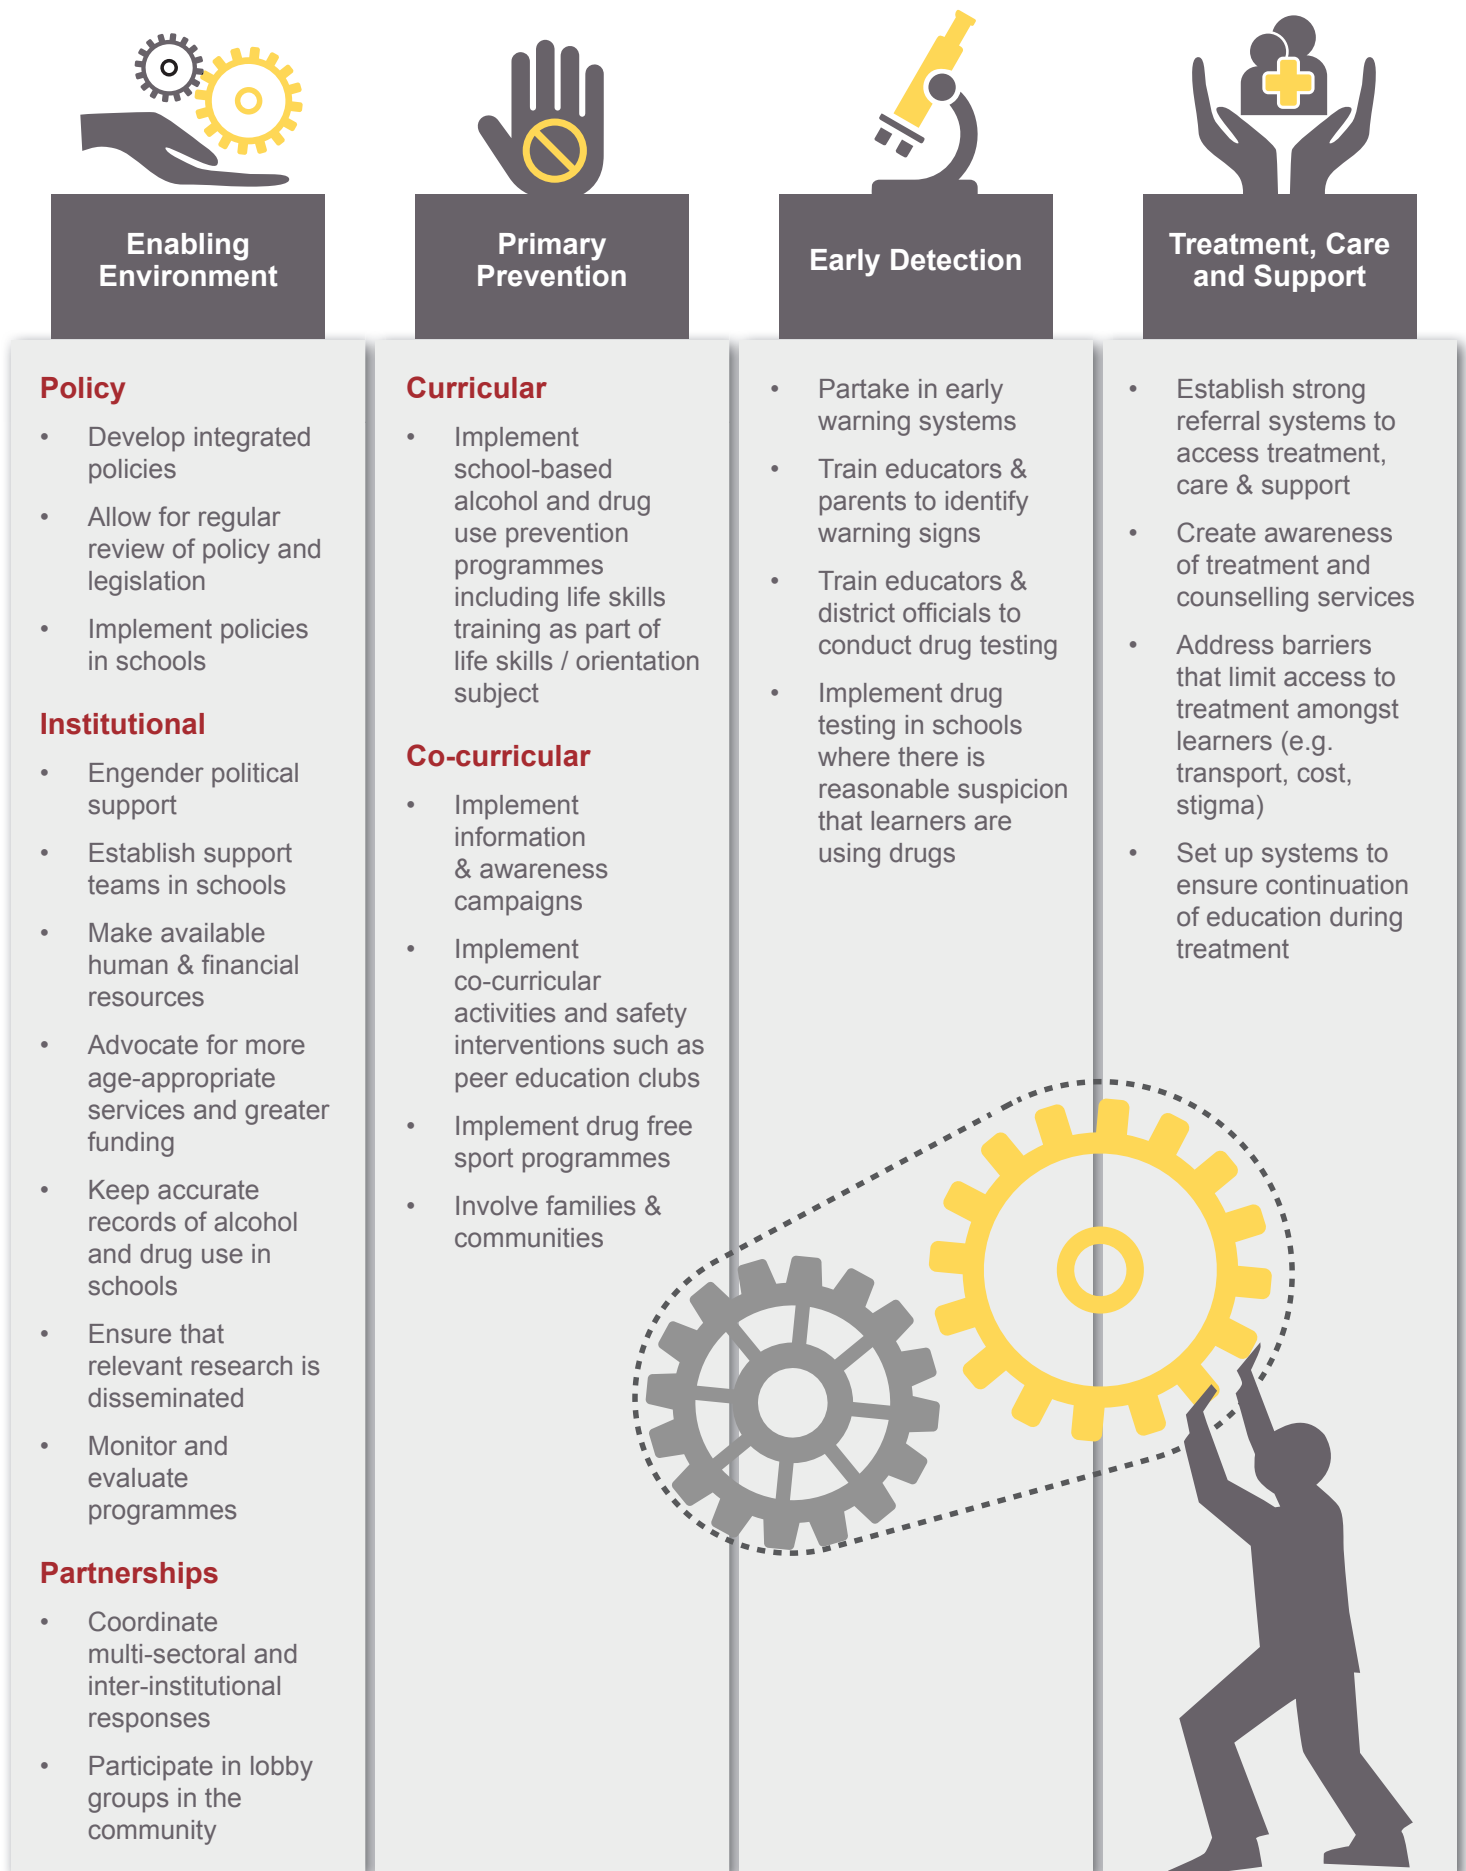 Enabling
Environment
Policy
• Develop integrated
policies
• Allow for regular
review of policy and
legislation
• Implement policies
in schools
Institutional
• Engender political
support
• Establish support
teams in schools
• Make available
human & financial
resources
• Advocate for more
age-appropriate
services and greater
funding
• Keep accurate
records of alcohol
and drug use in
schools
• Ensure that
relevant research is
disseminated
• Monitor and
evaluate
programmes
Partnerships
• Coordinate
multi-sectoral and
inter-institutional
responses
• Participate in lobby
groups in the
community
Primary
Prevention
Curricular
• Implement
school-based
alcohol and drug
use prevention
programmes
including life skills
training as part of
life skills / orientation
subject
Co-curricular
• Implement
information
& awareness
campaigns
• Implement
co-curricular
activities and safety
interventions such as
peer education clubs
• Implement drug free
sport programmes
• Involve families &
communities
Early Detection
• Partake in early
warning systems
• Train educators &
parents to identify
warning signs
• Train educators &
district officials to
conduct drug testing
• Implement drug
testing in schools
where there is
reasonable suspicion
that learners are
using drugs
Treatment, Care
and Support
• Establish strong
referral systems to
access treatment,
care & support
• Create awareness
of treatment and
counselling services
• Address barriers
that limit access to
treatment amongst
learners (e.g.
transport, cost,
stigma)
• Set up systems to
ensure continuation
of education during
treatment